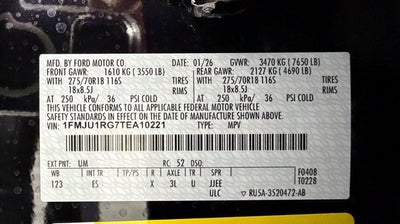 MFD. BY FORD MOTOR CO. 01/26 GVWR: 3470 KG (7650 LB)
FRONT GAWR: 1610 KG (3550 LB) REAR GAWR: 2127 KG (4690 LB)
WITH WITH
275/70R18 116S TIRES 275/70R18 116S TIRES
18x8.5J RIMS 18x8.5J RIMS
AT 250 kPa/ 36 PSI COLD AT 250 kPa/ 36 PSI COLD
THIS VEHICLE CONFORMS TO ALL APPLICABLE FEDERAL MOTOR VEHICLE
SAFETY STANDARDS IN EFFECT ON THE DATE OF MANUFACTURE SHOWN ABOVE.
VIN: 1FMJU1RG7TEA10221 TYPE: MPV
EXT PNT: UM RC: 52 DSO:
WB INT TR TP/PS R AXLE TR SPR F0408
123 ES X 3L U JJEE T0228
ULC RU5A-3520472-AB